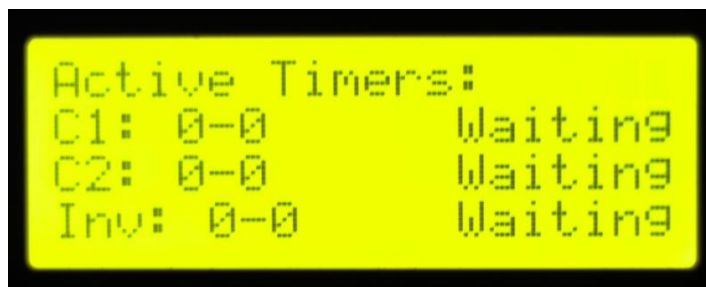 Active Timers:
C1: 0-0 Waiting
C2: 0-0 Waiting
Inv: 0-0 Waiting